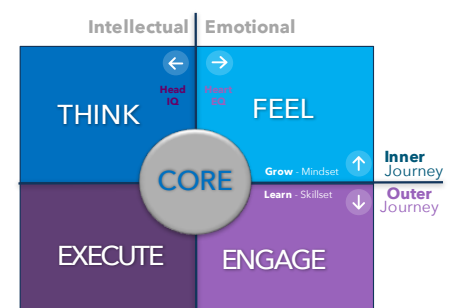 Intellectual Emotional
Head Heart
IQ EQ
THINK FEEL
Inner
Journey
Grow - Mindset
CORE
Learn - Skillset
Outer
Journey
EXECUTE ENGAGE